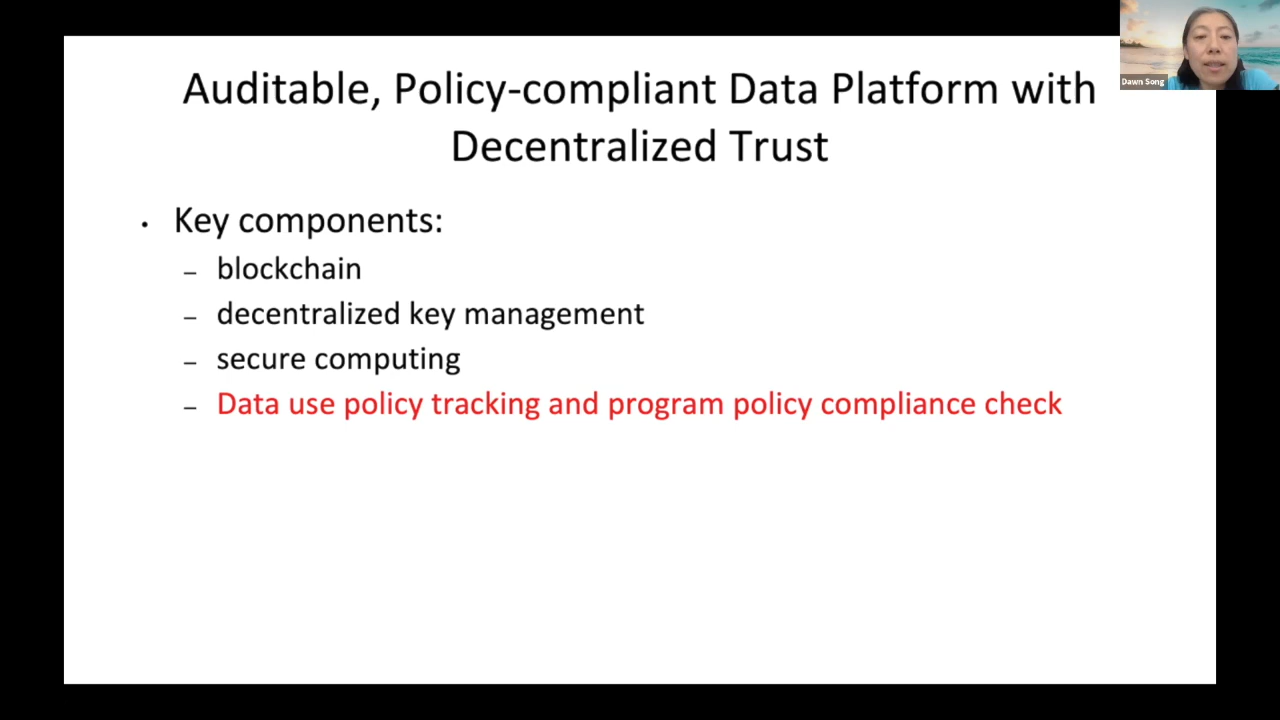 Auditable, Policy-compliant Data Platform with
Decentralized Trust
• Key components:
– blockchain
– decentralized key management
– secure computing
– Data use policy tracking and program policy compliance check
Dawn Song